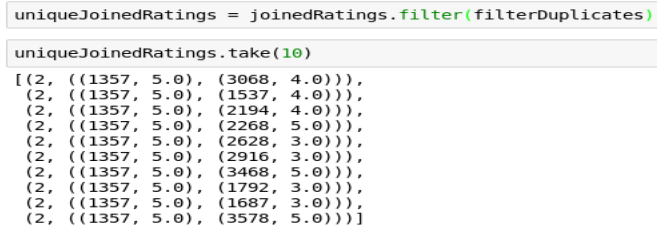 uniqueJoinedRatings = joinedRatings.filter(filterDuplicates)
uniqueJoinedRatings.take(10)
[(2, ((1357, 5.0), (3068, 4.0))),
(2, ((1357, 5.0), (1537, 4.0))),
(2, ((1357, 5.0), (2194, 4.0))),
(2, ((1357, 5.0), (2268, 5.0))),
(2, ((1357, 5.0), (2628, 3.0))),
(2, ((1357, 5.0), (2916, 3.0))),
(2, ((1357, 5.0), (3468, 5.0))),
(2, ((1357, 5.0), (1792, 3.0))),
(2, ((1357, 5.0), (1687, 3.0))),
(2, ((1357, 5.0), (3578, 5.0)))]